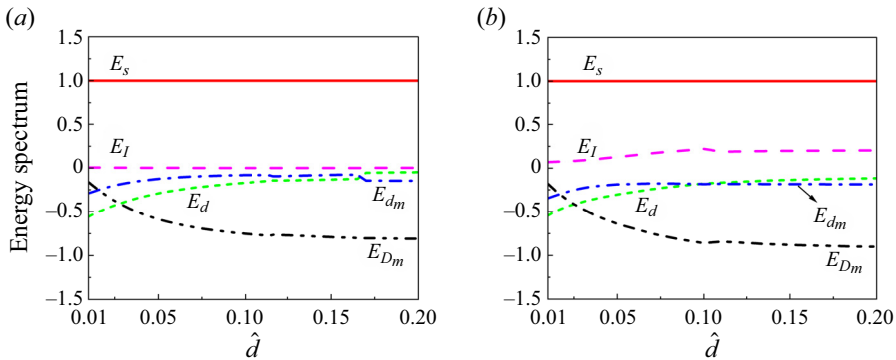 (a)
1.5
1.0
0.5
0
–0.5
–1.0
–1.5
Energy spectrum
E_s
E_I
E_d
E_{d_m}
E_{D_m}
0.01 0.05 0.10 0.15 0.20
d̂
(b)
1.5
1.0
0.5
0
–0.5
–1.0
–1.5
E_s
E_I
E_d
E_{d_m}
E_{D_m}
0.01 0.05 0.10 0.15 0.20
d̂